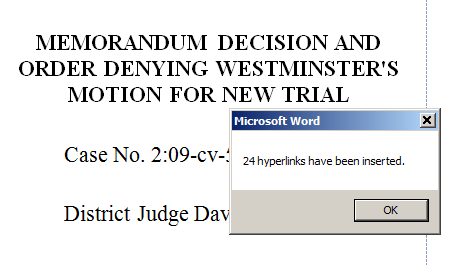 MEMORANDUM DECISION AND
ORDER DENYING WESTMINSTER'S
MOTION FOR NEW TRIAL
Microsoft Word
24 hyperlinks have been inserted.
OK
Case No. 2:09-cv-
District Judge Dav